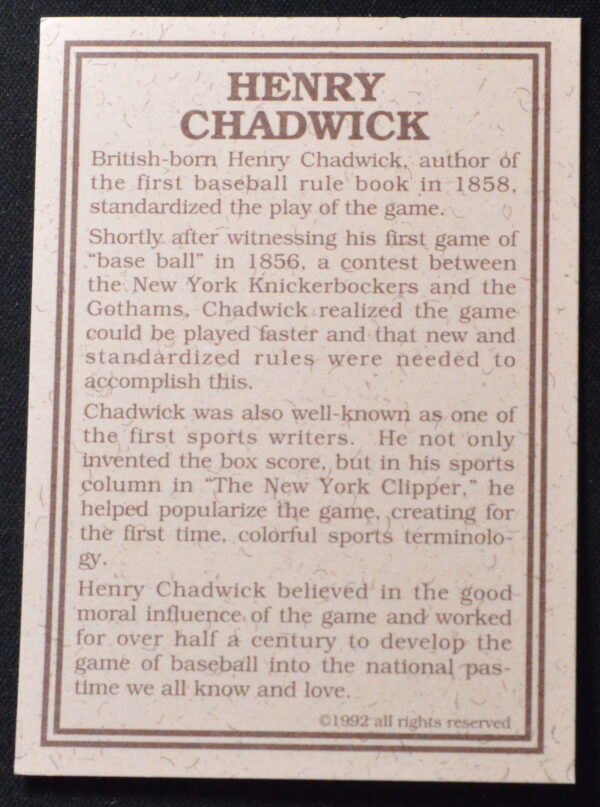 HENRY
CHADWICK
British-born Henry Chadwick, author of
the first baseball rule book in 1858,
standardized the play of the game.
Shortly after witnessing his first game of
"base ball" in 1856, a contest between
the New York Knickerbockers and the
Gothams, Chadwick realized the game
could be played faster and that new and
standardized rules were needed to
accomplish this.
Chadwick was also well-known as one of
the first sports writers. He not only
invented the box score, but in his sports
column in "The New York Clipper," he
helped popularize the game, creating for
the first time, colorful sports terminolo-
gy.
Henry Chadwick believed in the good
moral influence of the game and worked
for over half a century to develop the
game of baseball into the national pas-
time we all know and love.
©1992 all rights reserved